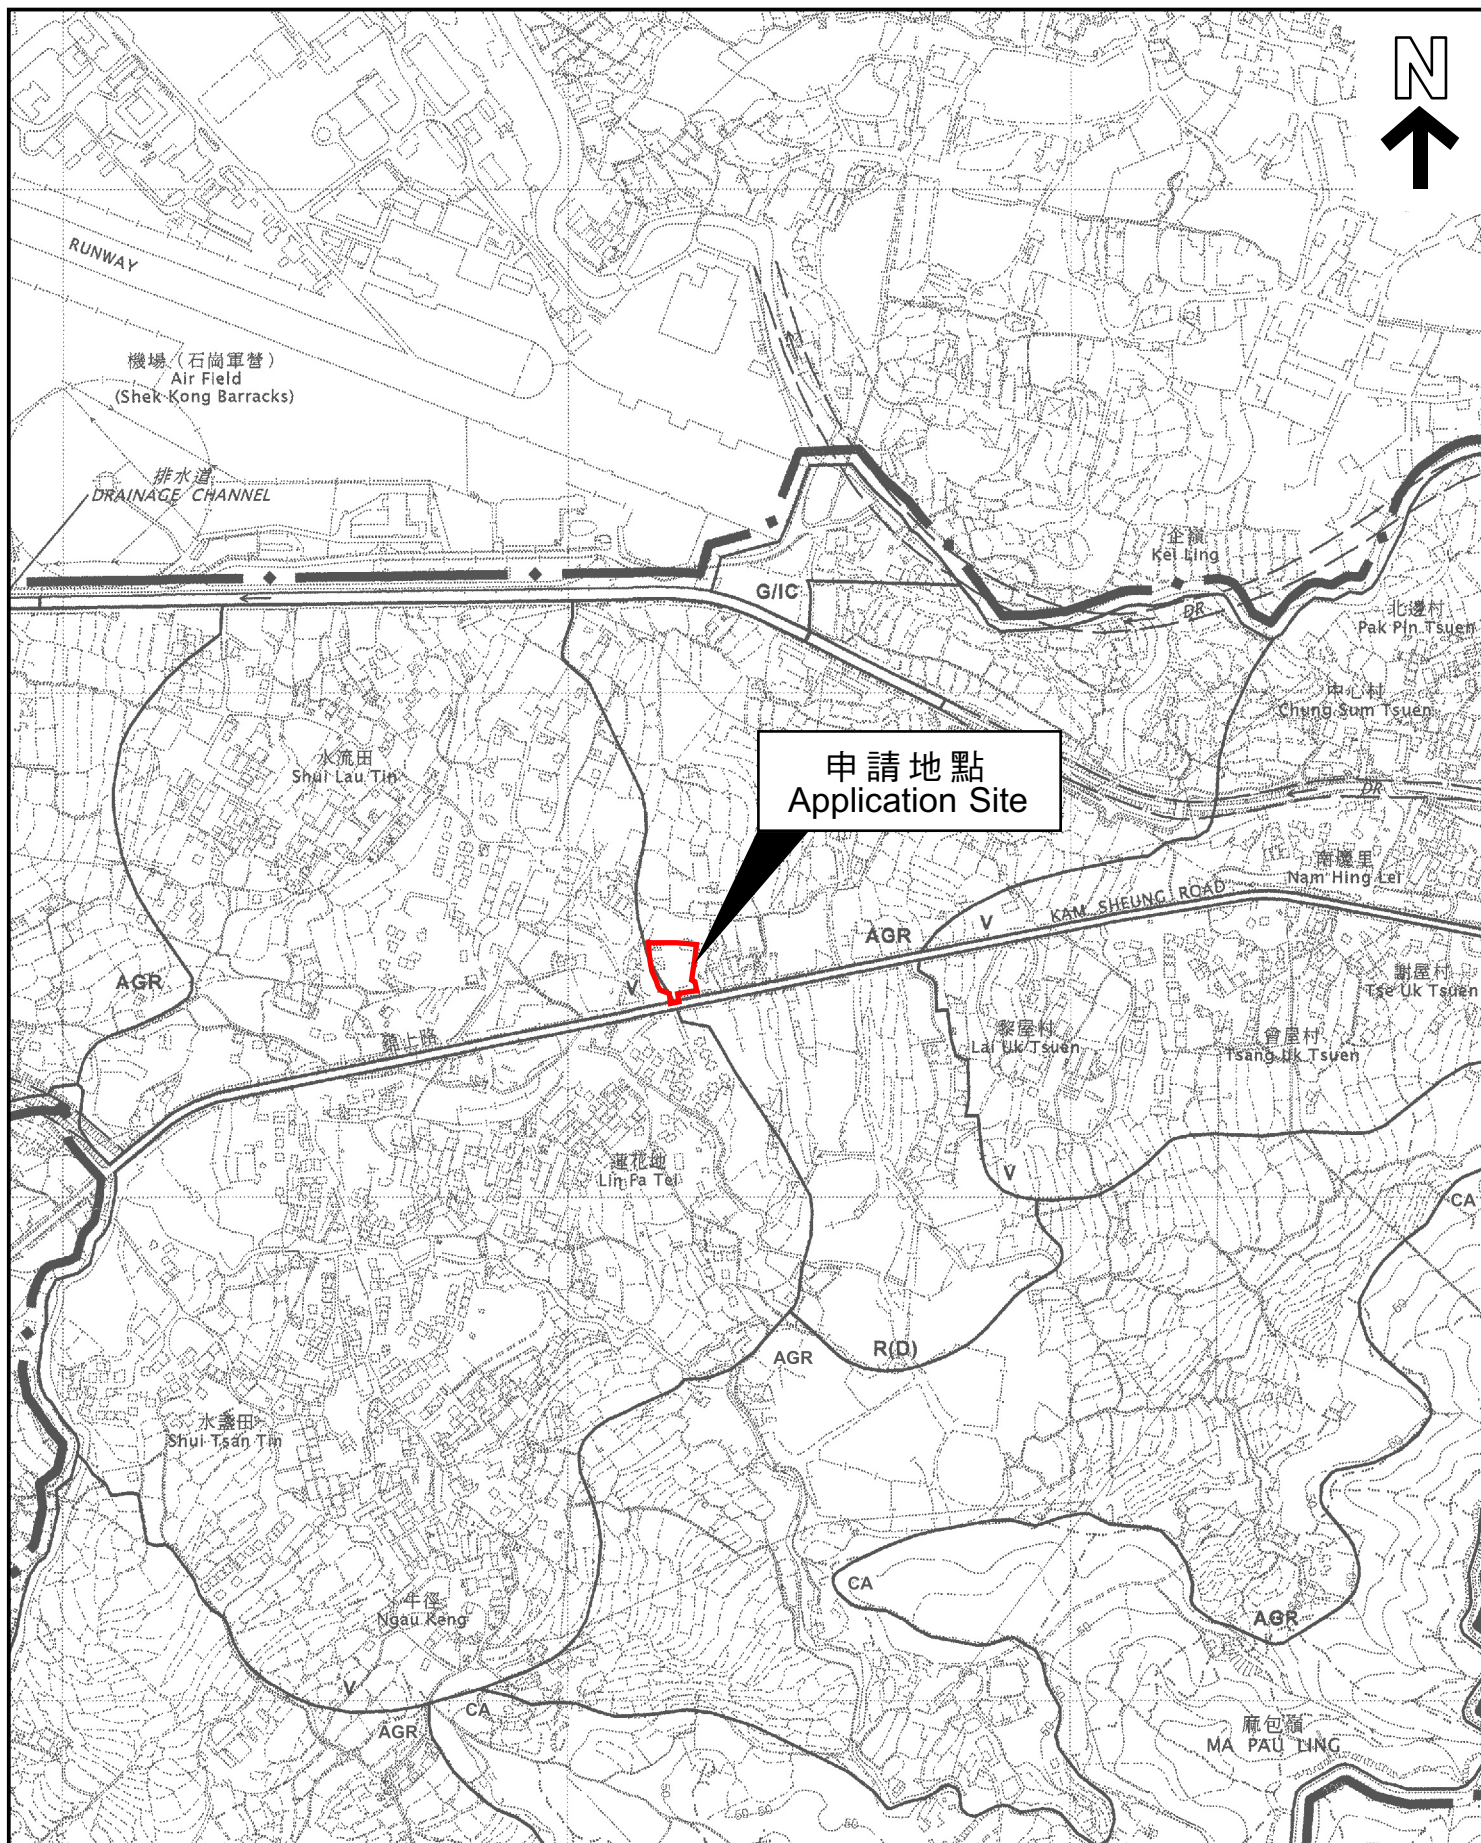 N
RUNWAY
機場（石崗軍營）
Air Field
(Shek Kong Barracks)
排水道
DRAINAGE CHANNEL
企嶺
Kei Ling
G/IC
DR
北邊村
Pak Pin Tsuen
中心村
Chung Sum Tsuen
水流田
Shui Lau Tin
申請地點
Application Site
DR
南慶里
Nam Hing Lei
KAM SHEUNG ROAD
V
AGR
AGR
V
謝屋村
Tse Uk Tsuen
錦上路
黎屋村
Lai Uk Tsuen
曾屋村
Tsang Uk Tsuen
蓮花地
Lin Fa Tei
V
CA
AGR
R(D)
水盞田
Shui Tsan Tin
CA
牛徑
Ngau Keng
AGR
V
CA
AGR
麻包嶺
MA PAU LING